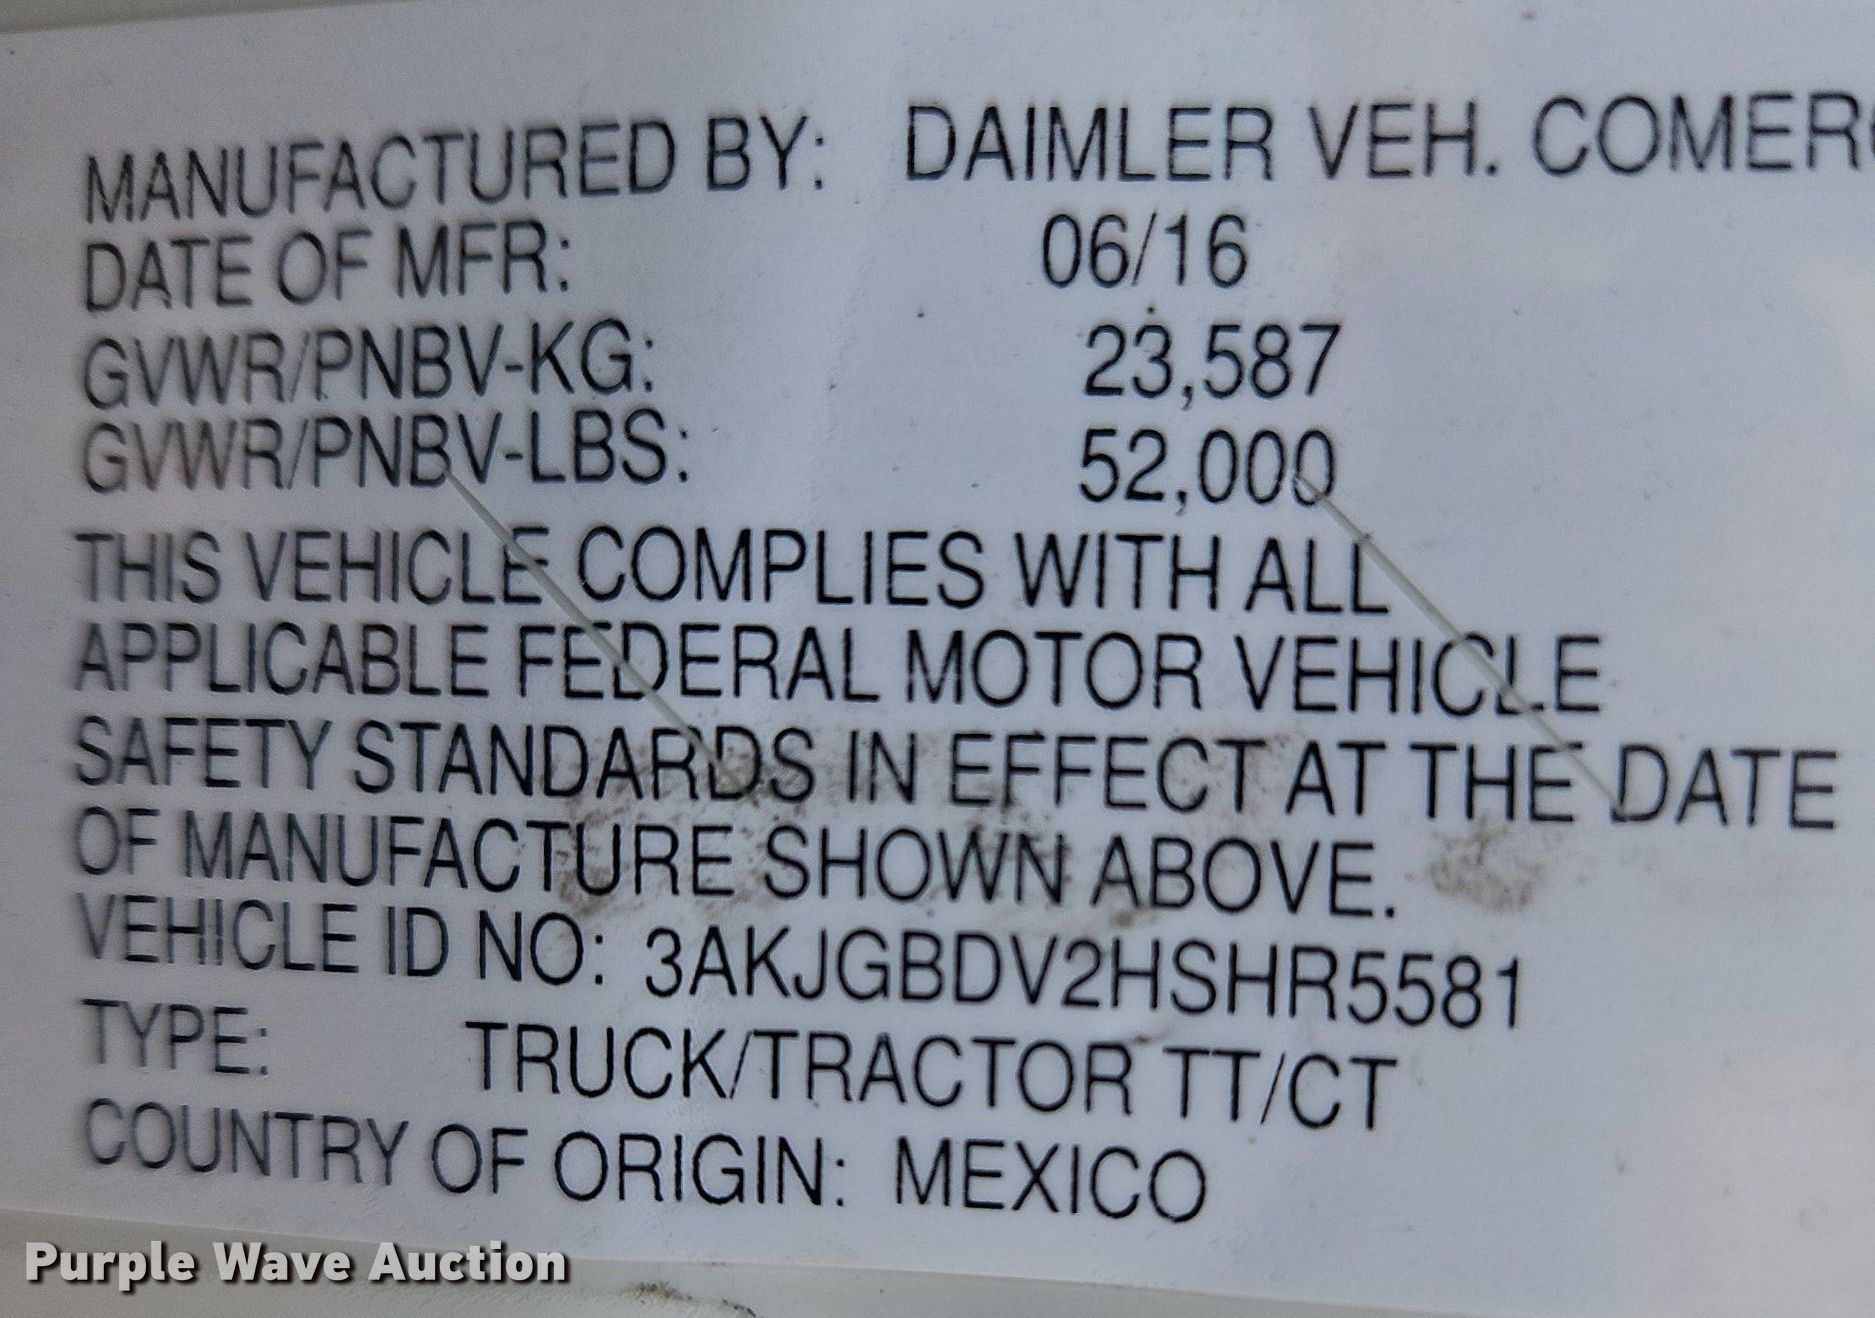 MANUFACTURED BY: DAIMLER VEH. COMER
DATE OF MFR: 06/16
GVWR/PNBV-KG: 23,587
GVWR/PNBV-LBS: 52,000
THIS VEHICLE COMPLIES WITH ALL
APPLICABLE FEDERAL MOTOR VEHICLE
SAFETY STANDARDS IN EFFECT AT THE DATE
OF MANUFACTURE SHOWN ABOVE.
VEHICLE ID NO: 3AKJGBDV2HSHR5581
TYPE: TRUCK/TRACTOR TT/CT
COUNTRY OF ORIGIN: MEXICO
Purple Wave Auction